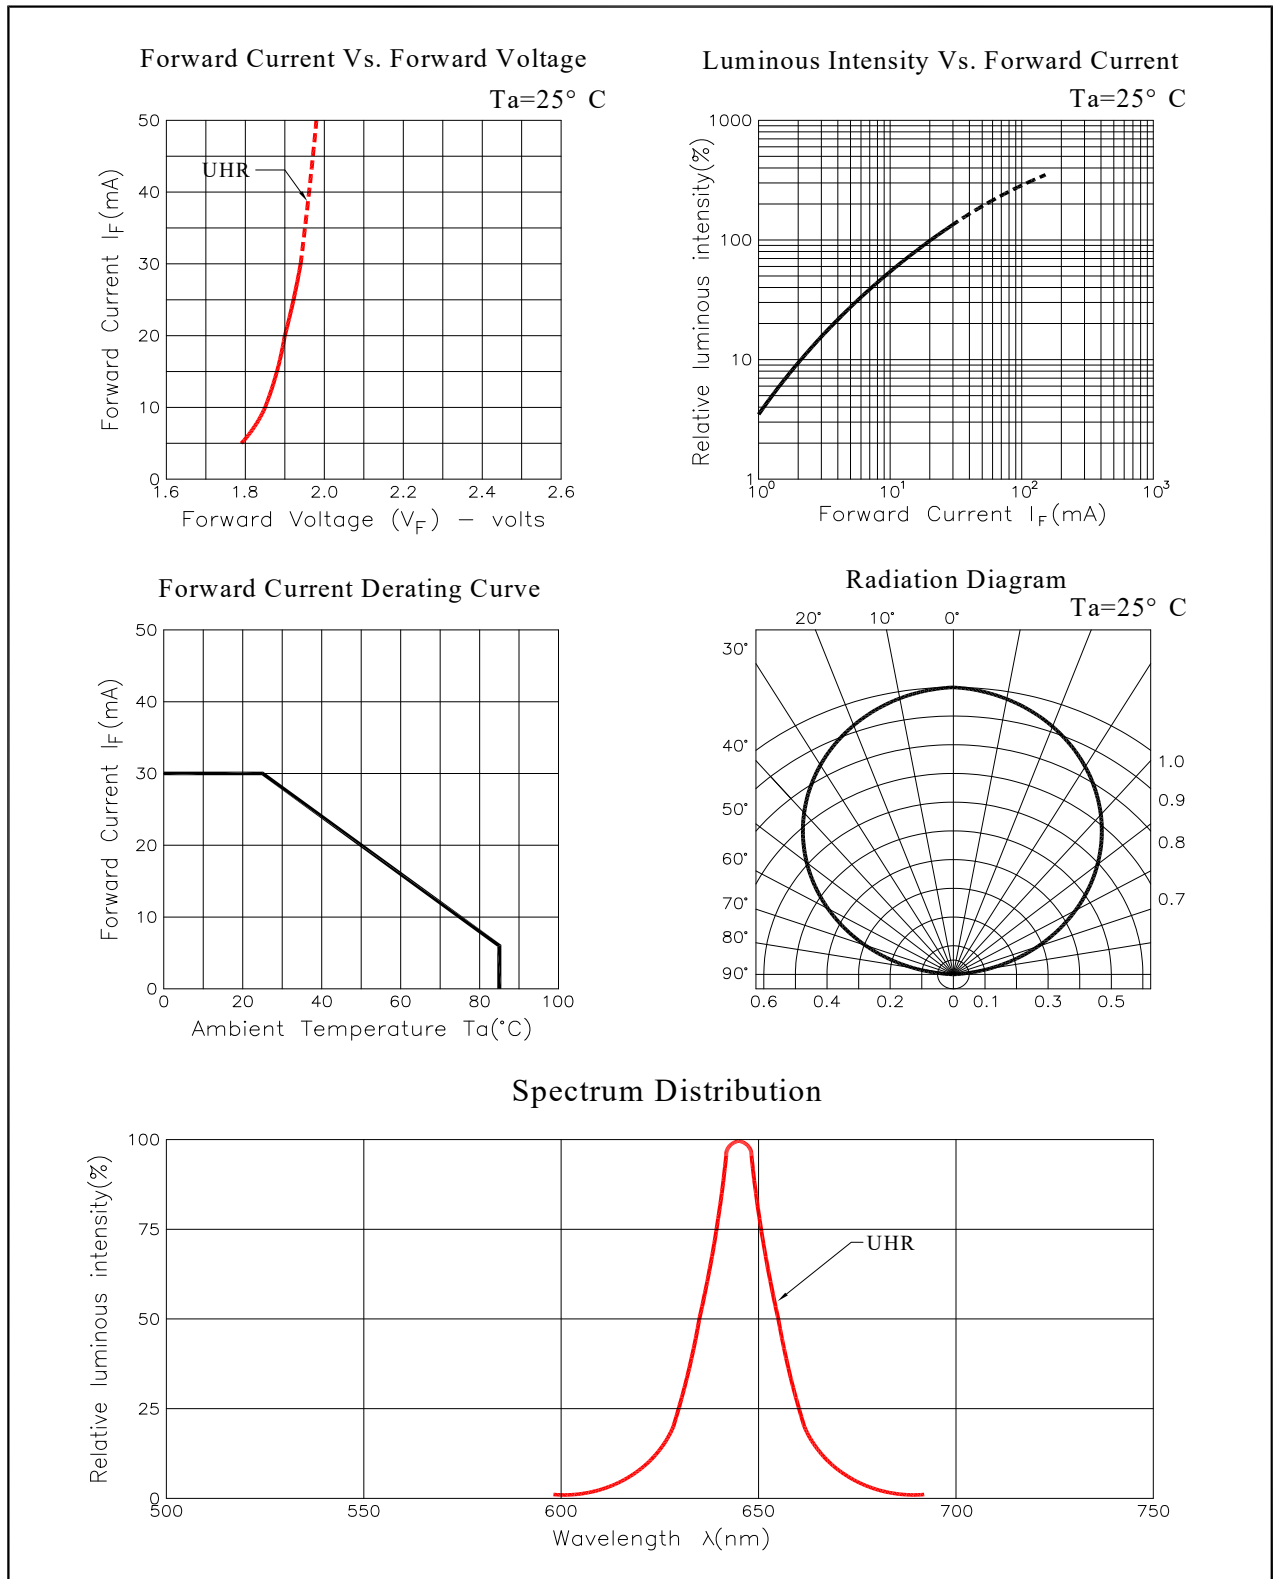 Forward Current Vs. Forward Voltage
Ta=25° C
50
40
30
20
10
0
UHR
Forward Current IF(mA)
1.6 1.8 2.0 2.2 2.4 2.6
Forward Voltage (VF) – volts
Luminous Intensity Vs. Forward Current
Ta=25° C
1000
100
10
1
Relative luminous intensity(%)
10⁰ 10¹ 10² 10³
Forward Current IF(mA)
Forward Current Derating Curve
50
40
30
20
10
0
Forward Current IF(mA)
0 20 40 60 80 100
Ambient Temperature Ta(°C)
Radiation Diagram
Ta=25° C
20° 10° 0°
30°
40°
50°
60°
70°
80°
90°
1.0
0.9
0.8
0.7
0.6 0.4 0.2 0 0.1 0.3 0.5
Spectrum Distribution
100
75
50
25
0
Relative luminous intensity(%)
UHR
500 550 600 650 700 750
Wavelength λ(nm)